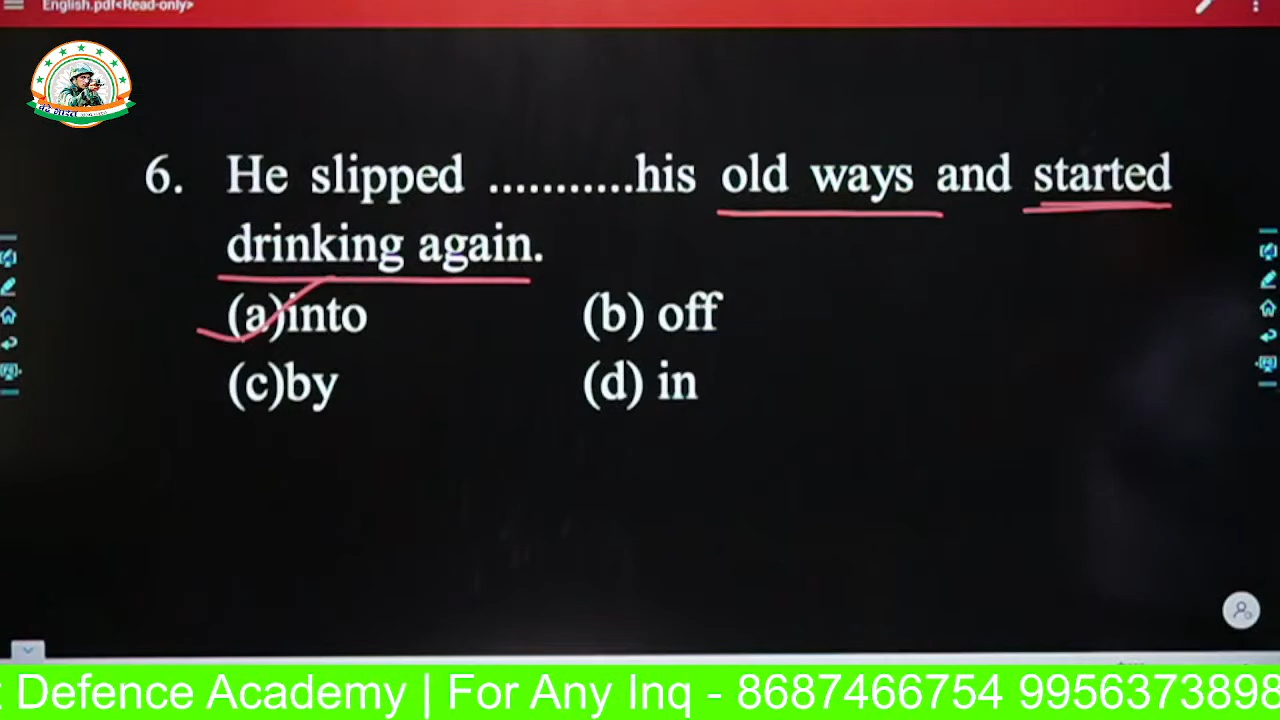 English.pdf<Read-only>
6. He slipped ...........his old ways and started
drinking again.
(a)into (b) off
(c)by (d) in
Defence Academy | For Any Inq - 8687466754 9956373898